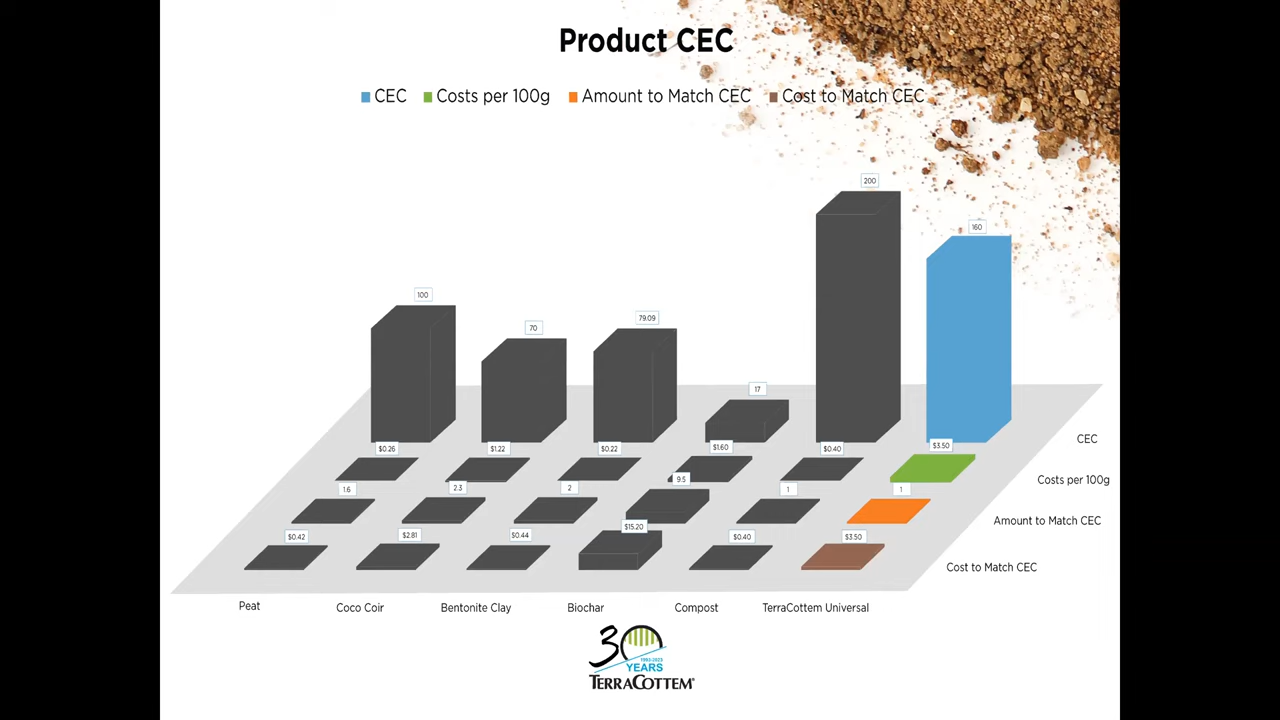 Product CEC
CEC Costs per 100g Amount to Match CEC Cost to Match CEC
200
160
100
79.09
70
17
CEC
$0.26 $1.22 $0.22 $1.60 $0.40 $3.50
Costs per 100g
1.6 2.3 2 9.5 1 1
Amount to Match CEC
$0.42 $2.81 $0.44 $15.20 $0.40 $3.50
Cost to Match CEC
Peat Coco Coir Bentonite Clay Biochar Compost TerraCottem Universal
30
1993-2023
YEARS
TERRACOTTEM®